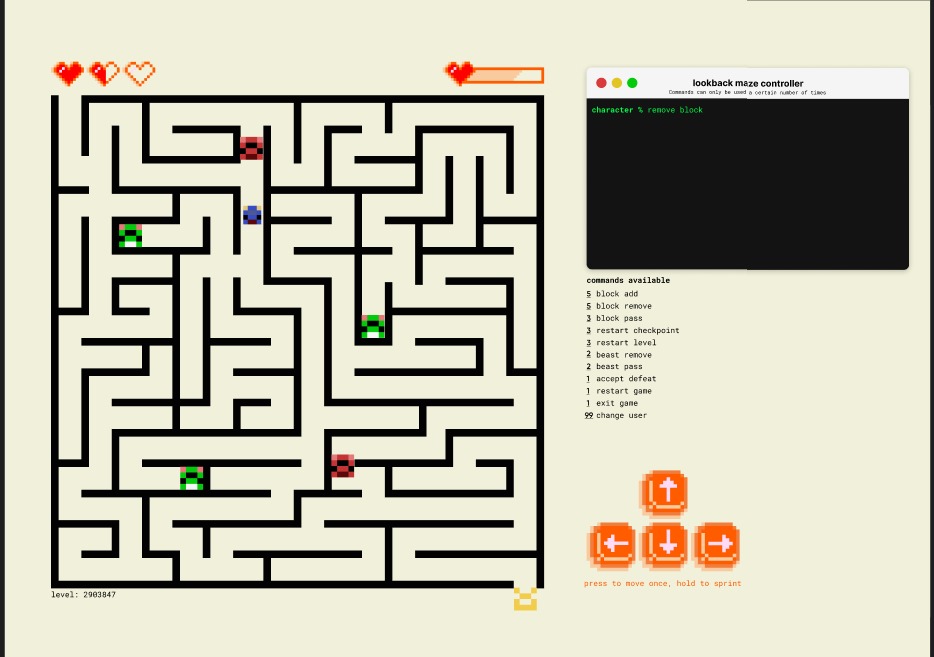 lookback maze controller
Commands can only be used a certain number of times
character % remove block
commands available
5 block add
5 block remove
3 block pass
3 restart checkpoint
3 restart level
2 beast remove
2 beast pass
1 accept defeat
1 restart game
1 exit game
99 change user
press to move once, hold to sprint
level: 2903847